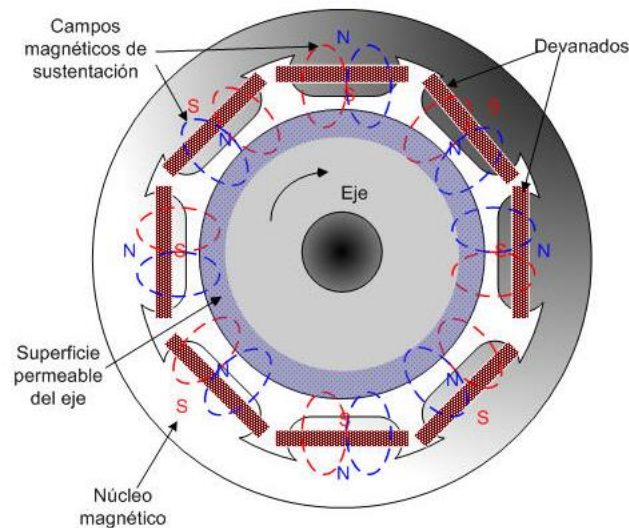 Campos
magnéticos de
sustentación
Devanados
N
S
S
N
S
N
Eje
N
S
S
N
Superficie
permeable
del eje
N
S
N
S
S
N
Núcleo
magnético